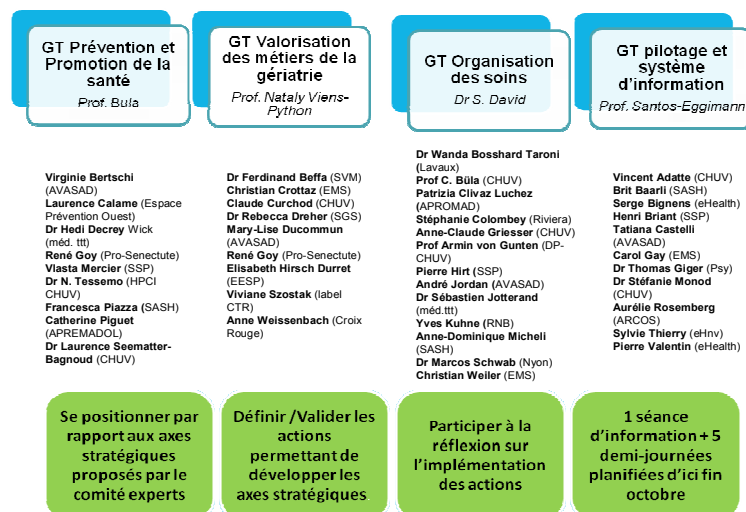 GT Prévention et
Promotion de la
santé
Prof. Bula
GT Valorisation
des métiers de la
gériatrie
Prof. Nataly Viens-
Python
GT Organisation
des soins
Dr S. David
GT pilotage et
système
d'information
Prof. Santos-Eggimann
Virginie Bertschi
(AVASAD)
Laurence Calame (Espace
Prévention Ouest)
Dr Hedi Decrey Wick
(méd. ttt)
René Goy (Pro-Senectute)
Vlasta Mercier (SSP)
Dr N. Tessemo (HPCI
CHUV)
Francesca Piazza (SASH)
Catherine Piguet
(APREMADOL)
Dr Laurence Seematter-
Bagnoud (CHUV)
Dr Ferdinand Beffa (SVM)
Christian Crottaz (EMS)
Claude Curchod (CHUV)
Dr Rebecca Dreher (SGS)
Mary-Lise Ducommun
(AVASAD)
René Goy (Pro-Senectute)
Elisabeth Hirsch Durret
(EESP)
Viviane Szostak (label
CTR)
Anne Weissenbach (Croix
Rouge)
Dr Wanda Bosshard Taroni
(Lavaux)
Prof C. Büla (CHUV)
Patrizia Clivaz Luchez
(APROMAD)
Stéphanie Colombey (Riviera)
Anne-Claude Griesser (CHUV)
Prof Armin von Gunten (DP-
CHUV)
Pierre Hirt (SSP)
André Jordan (AVASAD)
Dr Sébastien Jotterand
(méd.ttt)
Yves Kuhne (RNB)
Anne-Dominique Micheli
(SASH)
Dr Marcos Schwab (Nyon)
Christian Weiler (EMS)
Vincent Adatte (CHUV)
Brit Baarli (SASH)
Serge Bignens (eHealth)
Henri Briant (SSP)
Tatiana Castelli
(AVASAD)
Carol Gay (EMS)
Dr Thomas Giger (Psy)
Dr Stéfanie Monod
(CHUV)
Aurélie Rosemberg
(ARCOS)
Sylvie Thierry (eHnv)
Pierre Valentin (eHealth)
Se positionner par
rapport aux axes
stratégiques
proposés par le
comité experts
Définir /Valider les
actions
permettant de
développer les
axes stratégiques.
Participer à la
réflexion sur
l'implémentation
des actions
1 séance
d'information + 5
demi-journées
planifiées d'ici fin
octobre